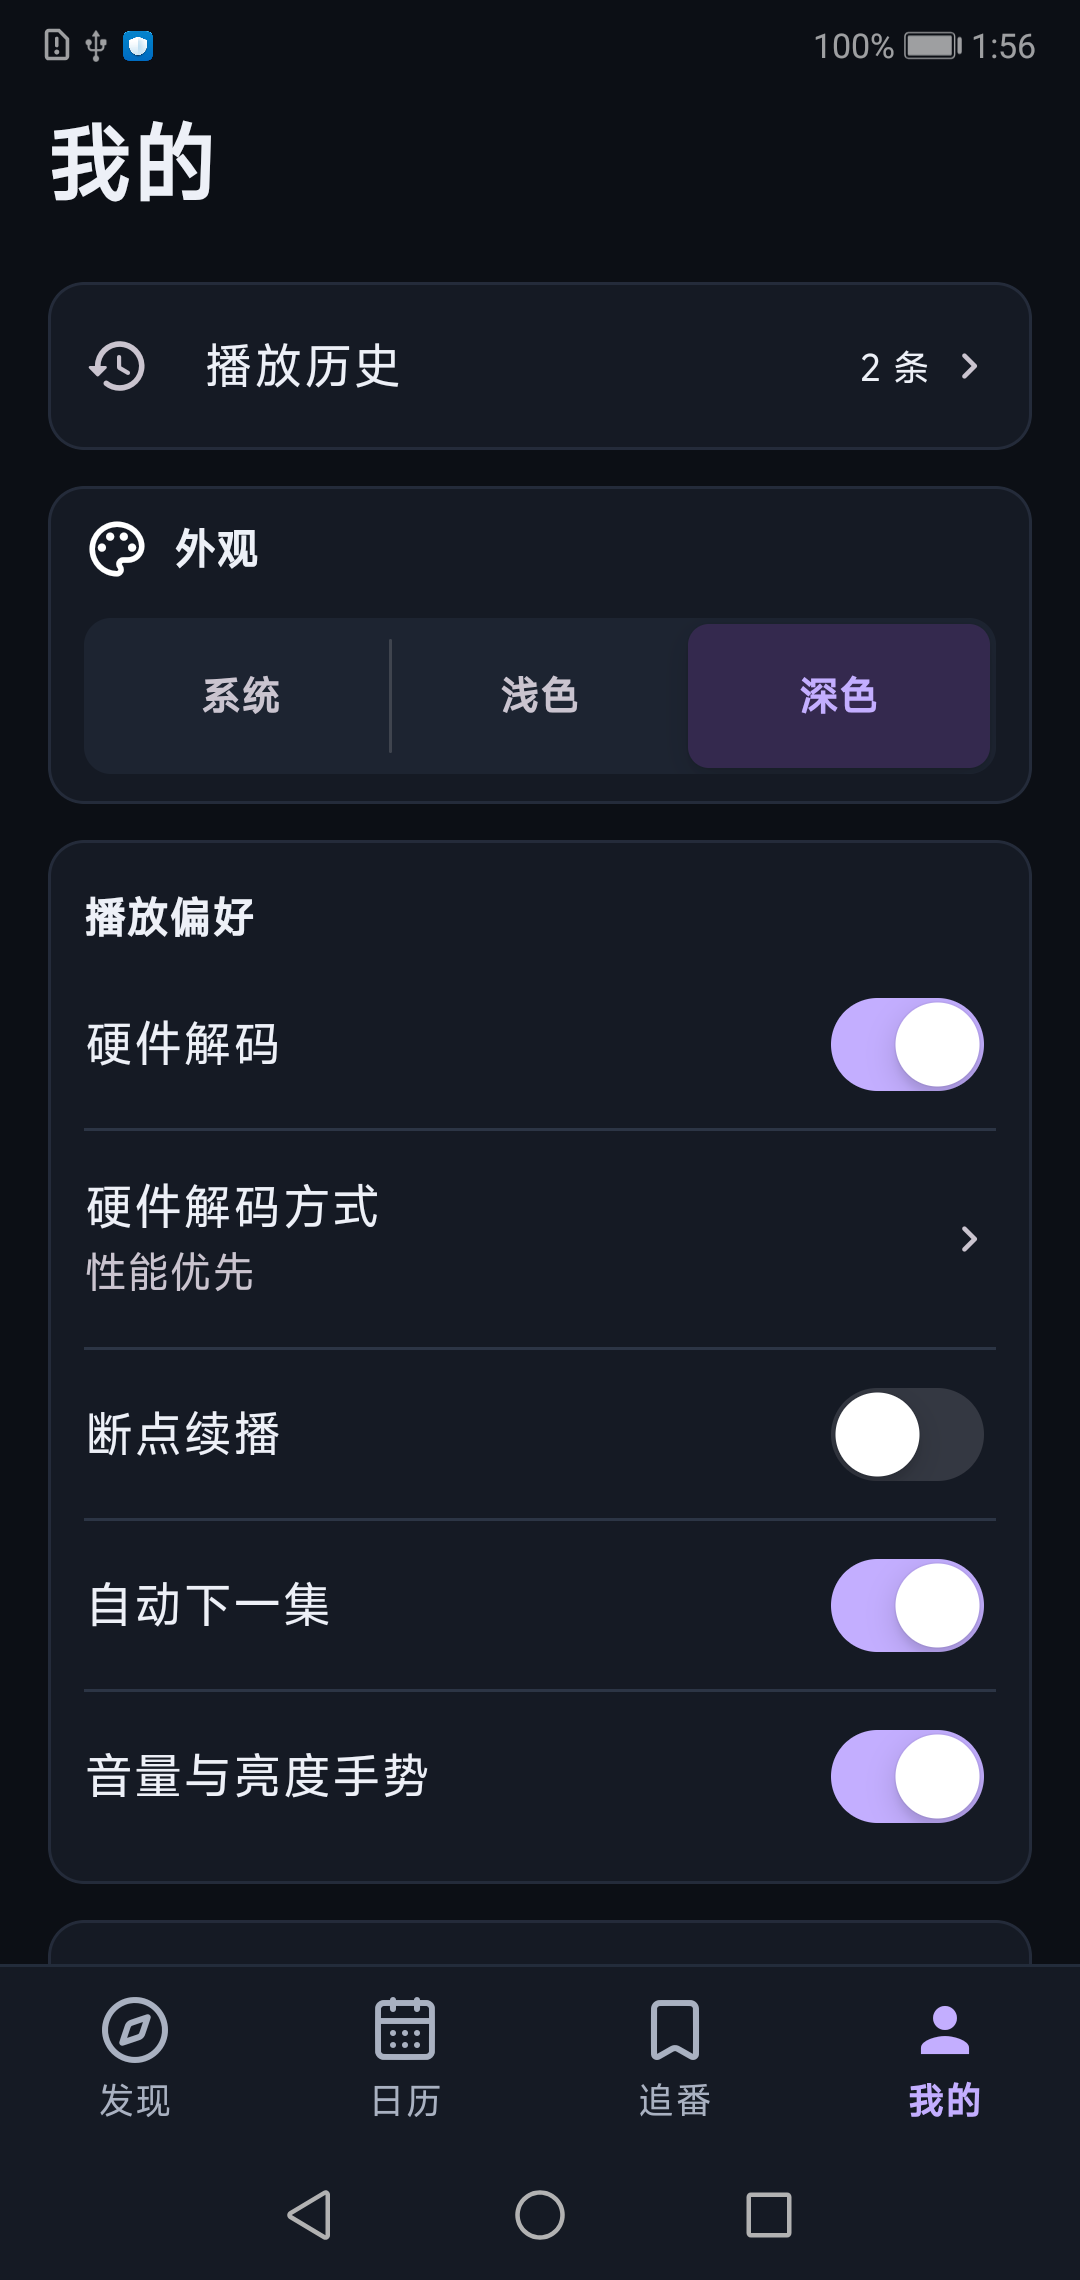 100% 1:56
我的
播放历史 2 条
外观
系统 浅色 深色
播放偏好
硬件解码
硬件解码方式
性能优先
断点续播
自动下一集
音量与亮度手势
发现 日历 追番 我的